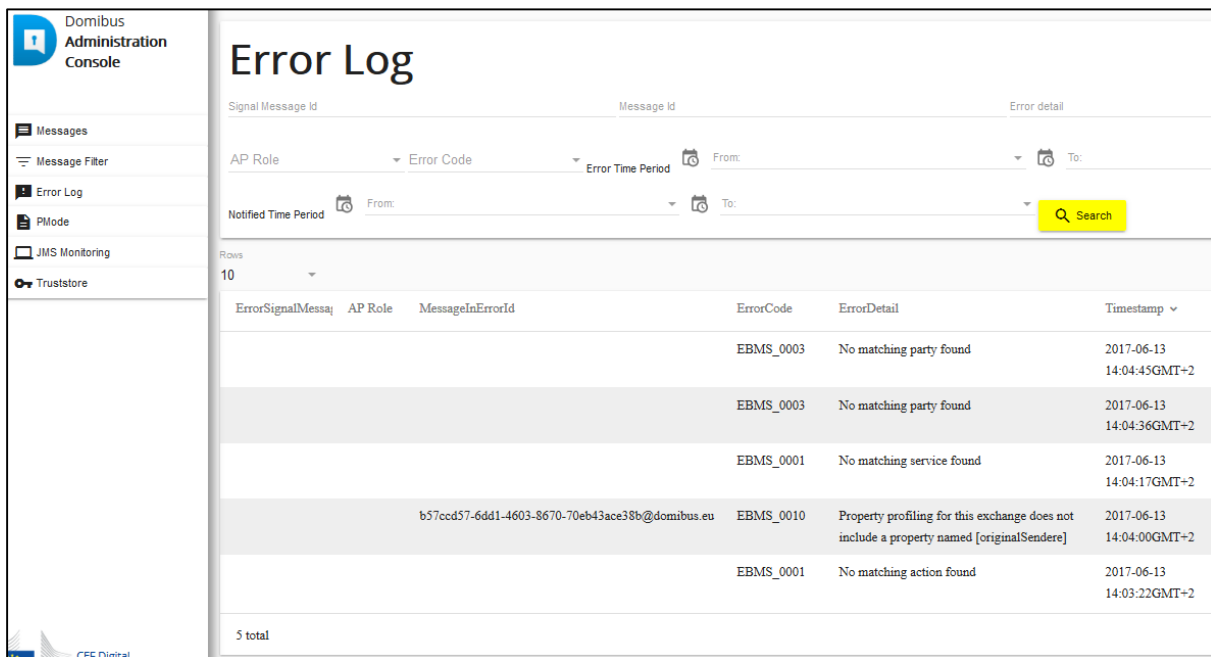 Domibus
Administration
Console
Messages
Message Filter
Error Log
PMode
JMS Monitoring
Truststore
Error Log
Signal Message Id Message Id Error detail
AP Role Error Code Error Time Period From: To:
Notified Time Period From: To: Search
Rows
10
ErrorSignalMessag AP Role MessageInErrorId ErrorCode ErrorDetail Timestamp
EBMS_0003 No matching party found 2017-06-13
14:04:45GMT+2
EBMS_0003 No matching party found 2017-06-13
14:04:36GMT+2
EBMS_0001 No matching service found 2017-06-13
14:04:17GMT+2
b57ccd57-6dd1-4603-8670-70eb43ace38b@domibus.eu EBMS_0010 Property profiling for this exchange does not 2017-06-13
include a property named [originalSendere] 14:04:00GMT+2
EBMS_0001 No matching action found 2017-06-13
14:03:22GMT+2
5 total
CEF Digital